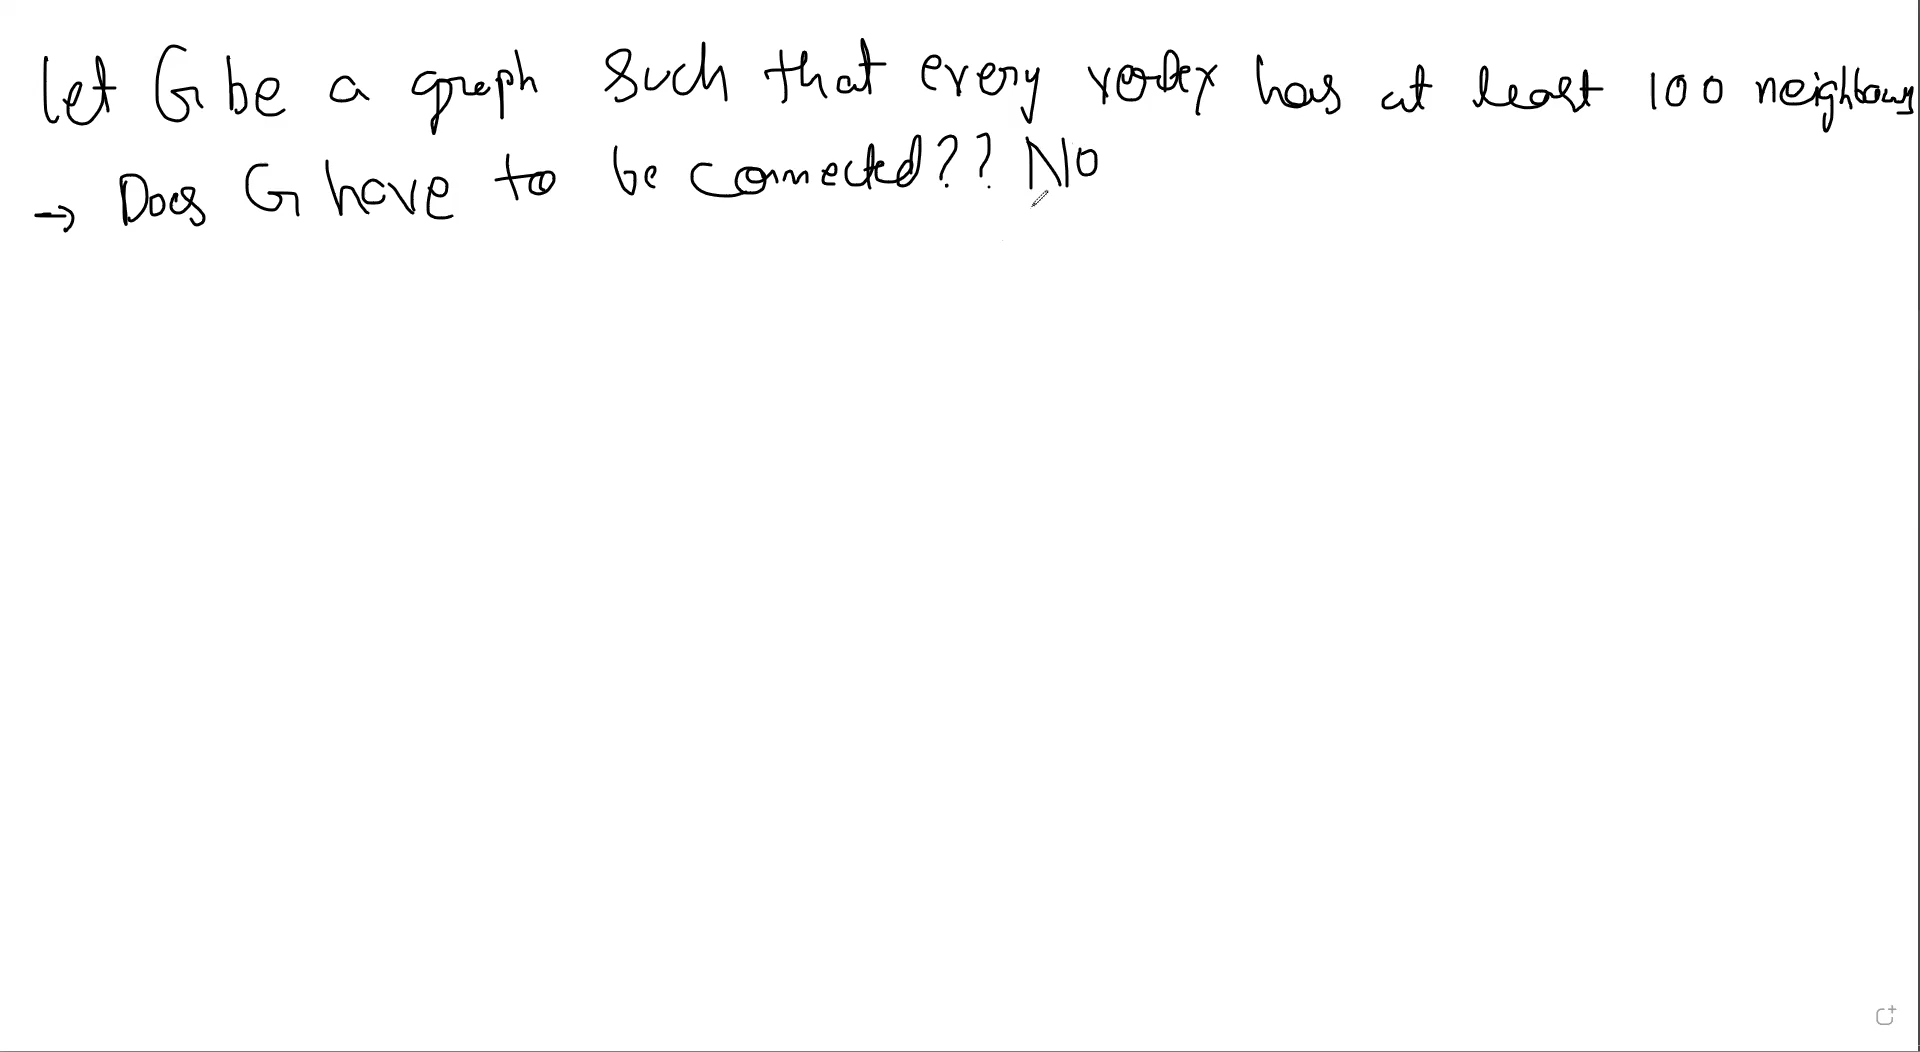 let G be a graph such that every vertex has at least 100 neighbours
→ Does G have to be connected?? No